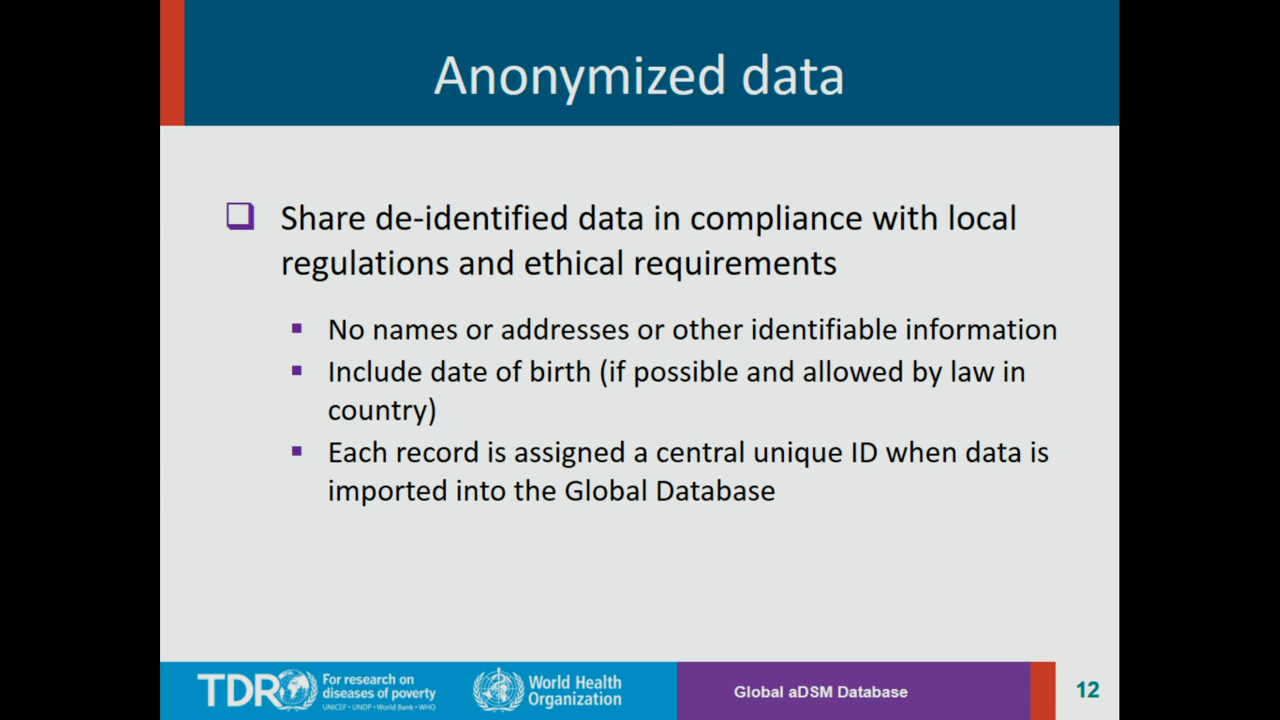 Anonymized data
Share de-identified data in compliance with local
regulations and ethical requirements
No names or addresses or other identifiable information
Include date of birth (if possible and allowed by law in
country)
Each record is assigned a central unique ID when data is
imported into the Global Database
TDR
For research on
diseases of poverty
UNICEF • UNDP • World Bank • WHO
World Health
Organization
Global aDSM Database
12